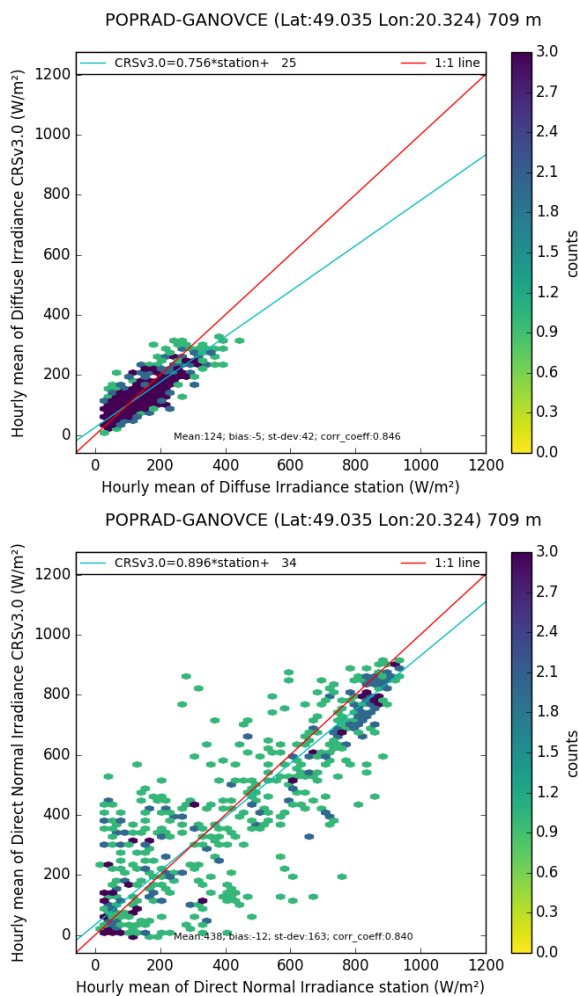 POPRAD-GANOVCE (Lat:49.035 Lon:20.324) 709 m
CRSv3.0=0.756*station+ 25
1:1 line
1200
1000
800
600
400
200
0
Hourly mean of Diffuse Irradiance CRSv3.0 (W/m²)
Mean:124; bias:-5; st-dev:42; corr_coeff:0.846
0 200 400 600 800 1000 1200
Hourly mean of Diffuse Irradiance station (W/m²)
3.0
2.7
2.4
2.1
1.8
1.5
1.2
0.9
0.6
0.3
0.0
counts
POPRAD-GANOVCE (Lat:49.035 Lon:20.324) 709 m
CRSv3.0=0.896*station+ 34
1:1 line
1200
1000
800
600
400
200
0
Hourly mean of Direct Normal Irradiance CRSv3.0 (W/m²)
Mean:438; bias:-12; st-dev:163; corr_coeff:0.840
0 200 400 600 800 1000 1200
Hourly mean of Direct Normal Irradiance station (W/m²)
3.0
2.7
2.4
2.1
1.8
1.5
1.2
0.9
0.6
0.3
0.0
counts